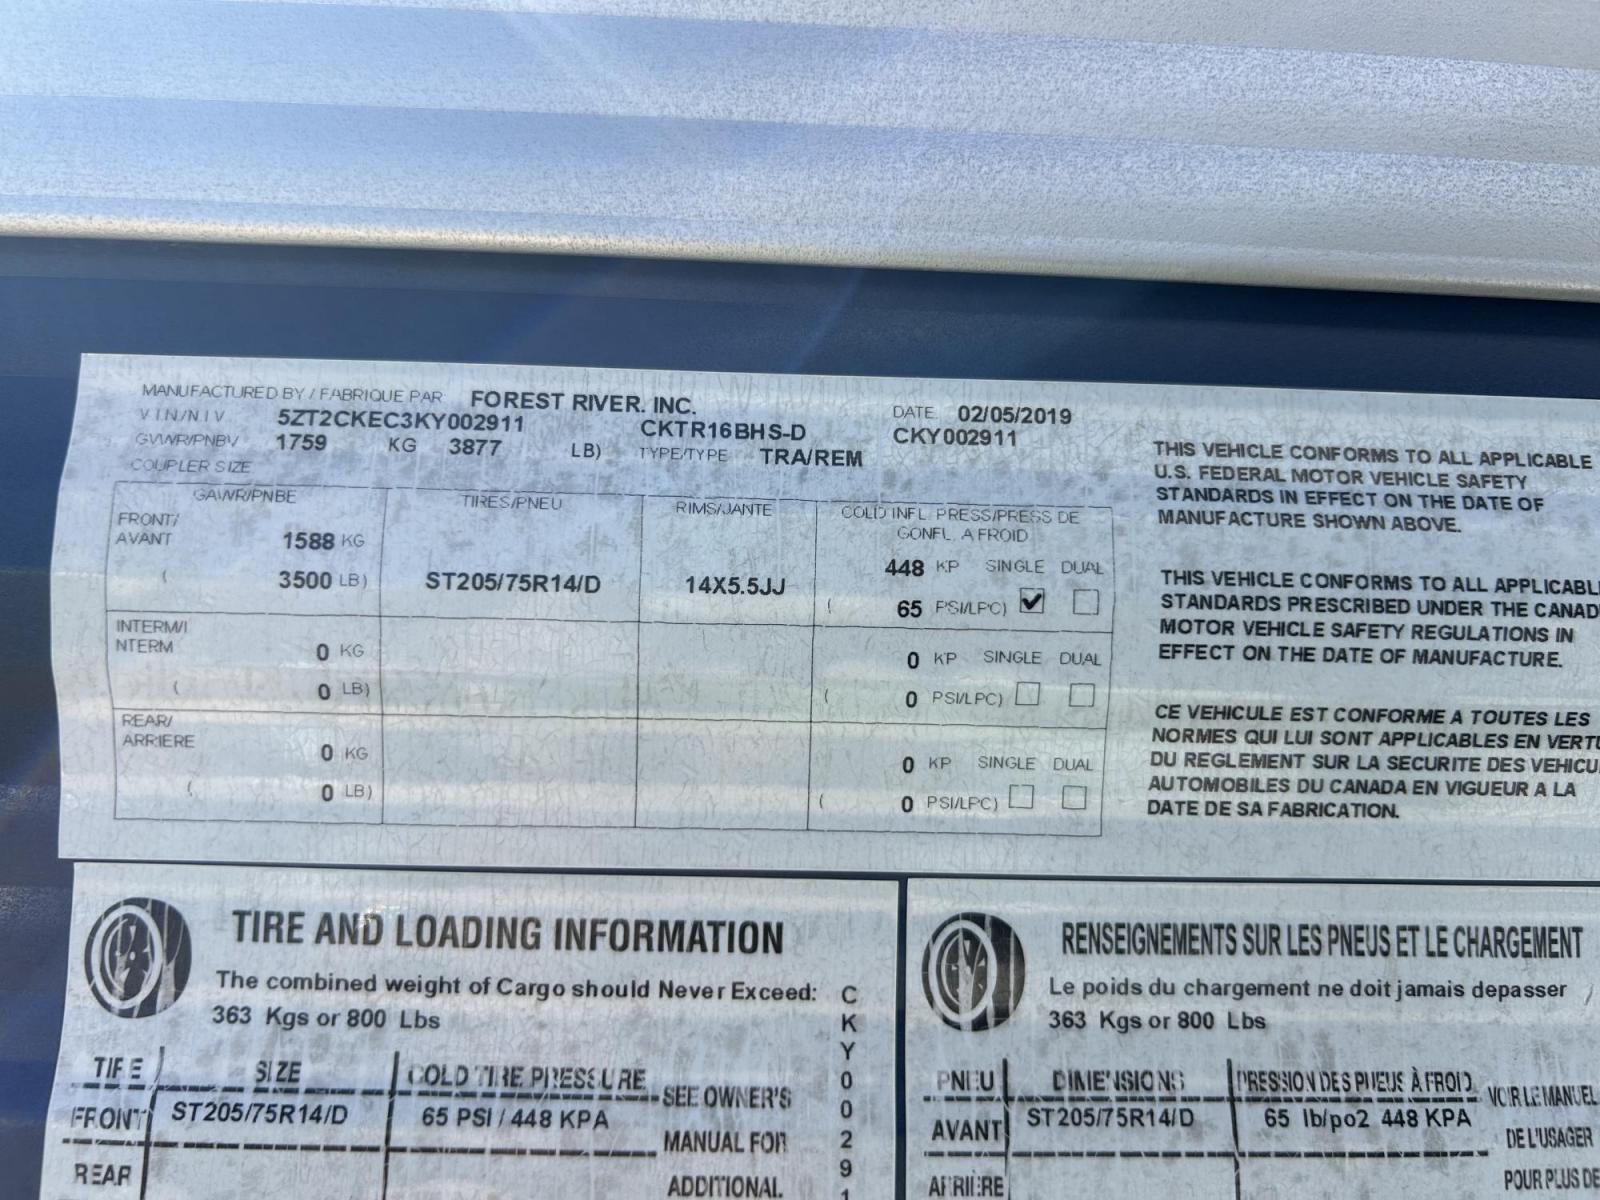 MANUFACTURED BY / FABRIQUE PAR FOREST RIVER. INC.
V I N / N I V 5ZT2CKEC3KY002911 CKTR16BHS-D DATE. 02/05/2019
GVWR/PNBV 1759 KG 3877 LB) TYPE/TYPE TRA/REM CKY002911
COUPLER SIZE
GAWR/PNBE TIRES/PNEU RIMS/JANTE COLD INFL PRESS/PRESS DE
GONFL A FROID
FRONT/
AVANT 1588 KG 448 KP SINGLE DUAL
( 3500 LB) ST205/75R14/D 14X5.5JJ ( 65 PSI/LPC)
INTERM/I
NTERM 0 KG 0 KP SINGLE DUAL
( 0 LB) ( 0 PSI/LPC)
REAR/
ARRIERE 0 KG 0 KP SINGLE DUAL
( 0 LB) ( 0 PSI/LPC)
THIS VEHICLE CONFORMS TO ALL APPLICABLE
U.S. FEDERAL MOTOR VEHICLE SAFETY
STANDARDS IN EFFECT ON THE DATE OF
MANUFACTURE SHOWN ABOVE.
THIS VEHICLE CONFORMS TO ALL APPLICABL
STANDARDS PRESCRIBED UNDER THE CANAD
MOTOR VEHICLE SAFETY REGULATIONS IN
EFFECT ON THE DATE OF MANUFACTURE.
CE VEHICULE EST CONFORME A TOUTES LES
NORMES QUI LUI SONT APPLICABLES EN VERTU
DU REGLEMENT SUR LA SECURITE DES VEHICU
AUTOMOBILES DU CANADA EN VIGUEUR A LA
DATE DE SA FABRICATION.
TIRE AND LOADING INFORMATION
The combined weight of Cargo should Never Exceed:
363 Kgs or 800 Lbs
TIRE SIZE COLD TIRE PRESSURE
FRONT ST205/75R14/D 65 PSI / 448 KPA
REAR
SEE OWNER'S
MANUAL FOR
ADDITIONAL
CKY00291
RENSEIGNEMENTS SUR LES PNEUS ET LE CHARGEMENT
Le poids du chargement ne doit jamais depasser
363 Kgs or 800 Lbs
PNEU DIMENSIONS PRESSION DES PNEUS À FROID
AVANT ST205/75R14/D 65 lb/po2 448 KPA
ARRIÈRE
VOIR LE MANUEL
DE L'USAGER
POUR PLUS DE